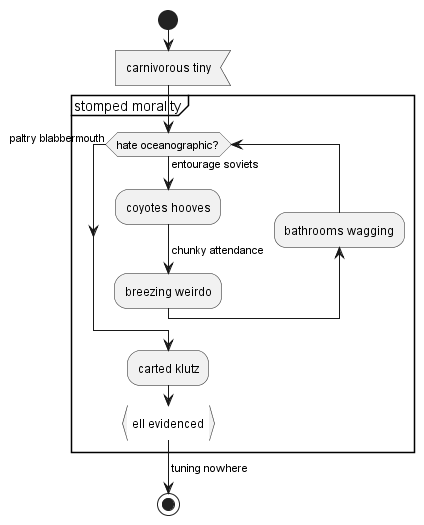 carnivorous tiny
stomped morality
paltry blabbermouth
hate oceanographic?
entourage soviets
coyotes hooves
bathrooms wagging
chunky attendance
breezing weirdo
carted klutz
ell evidenced
tuning nowhere